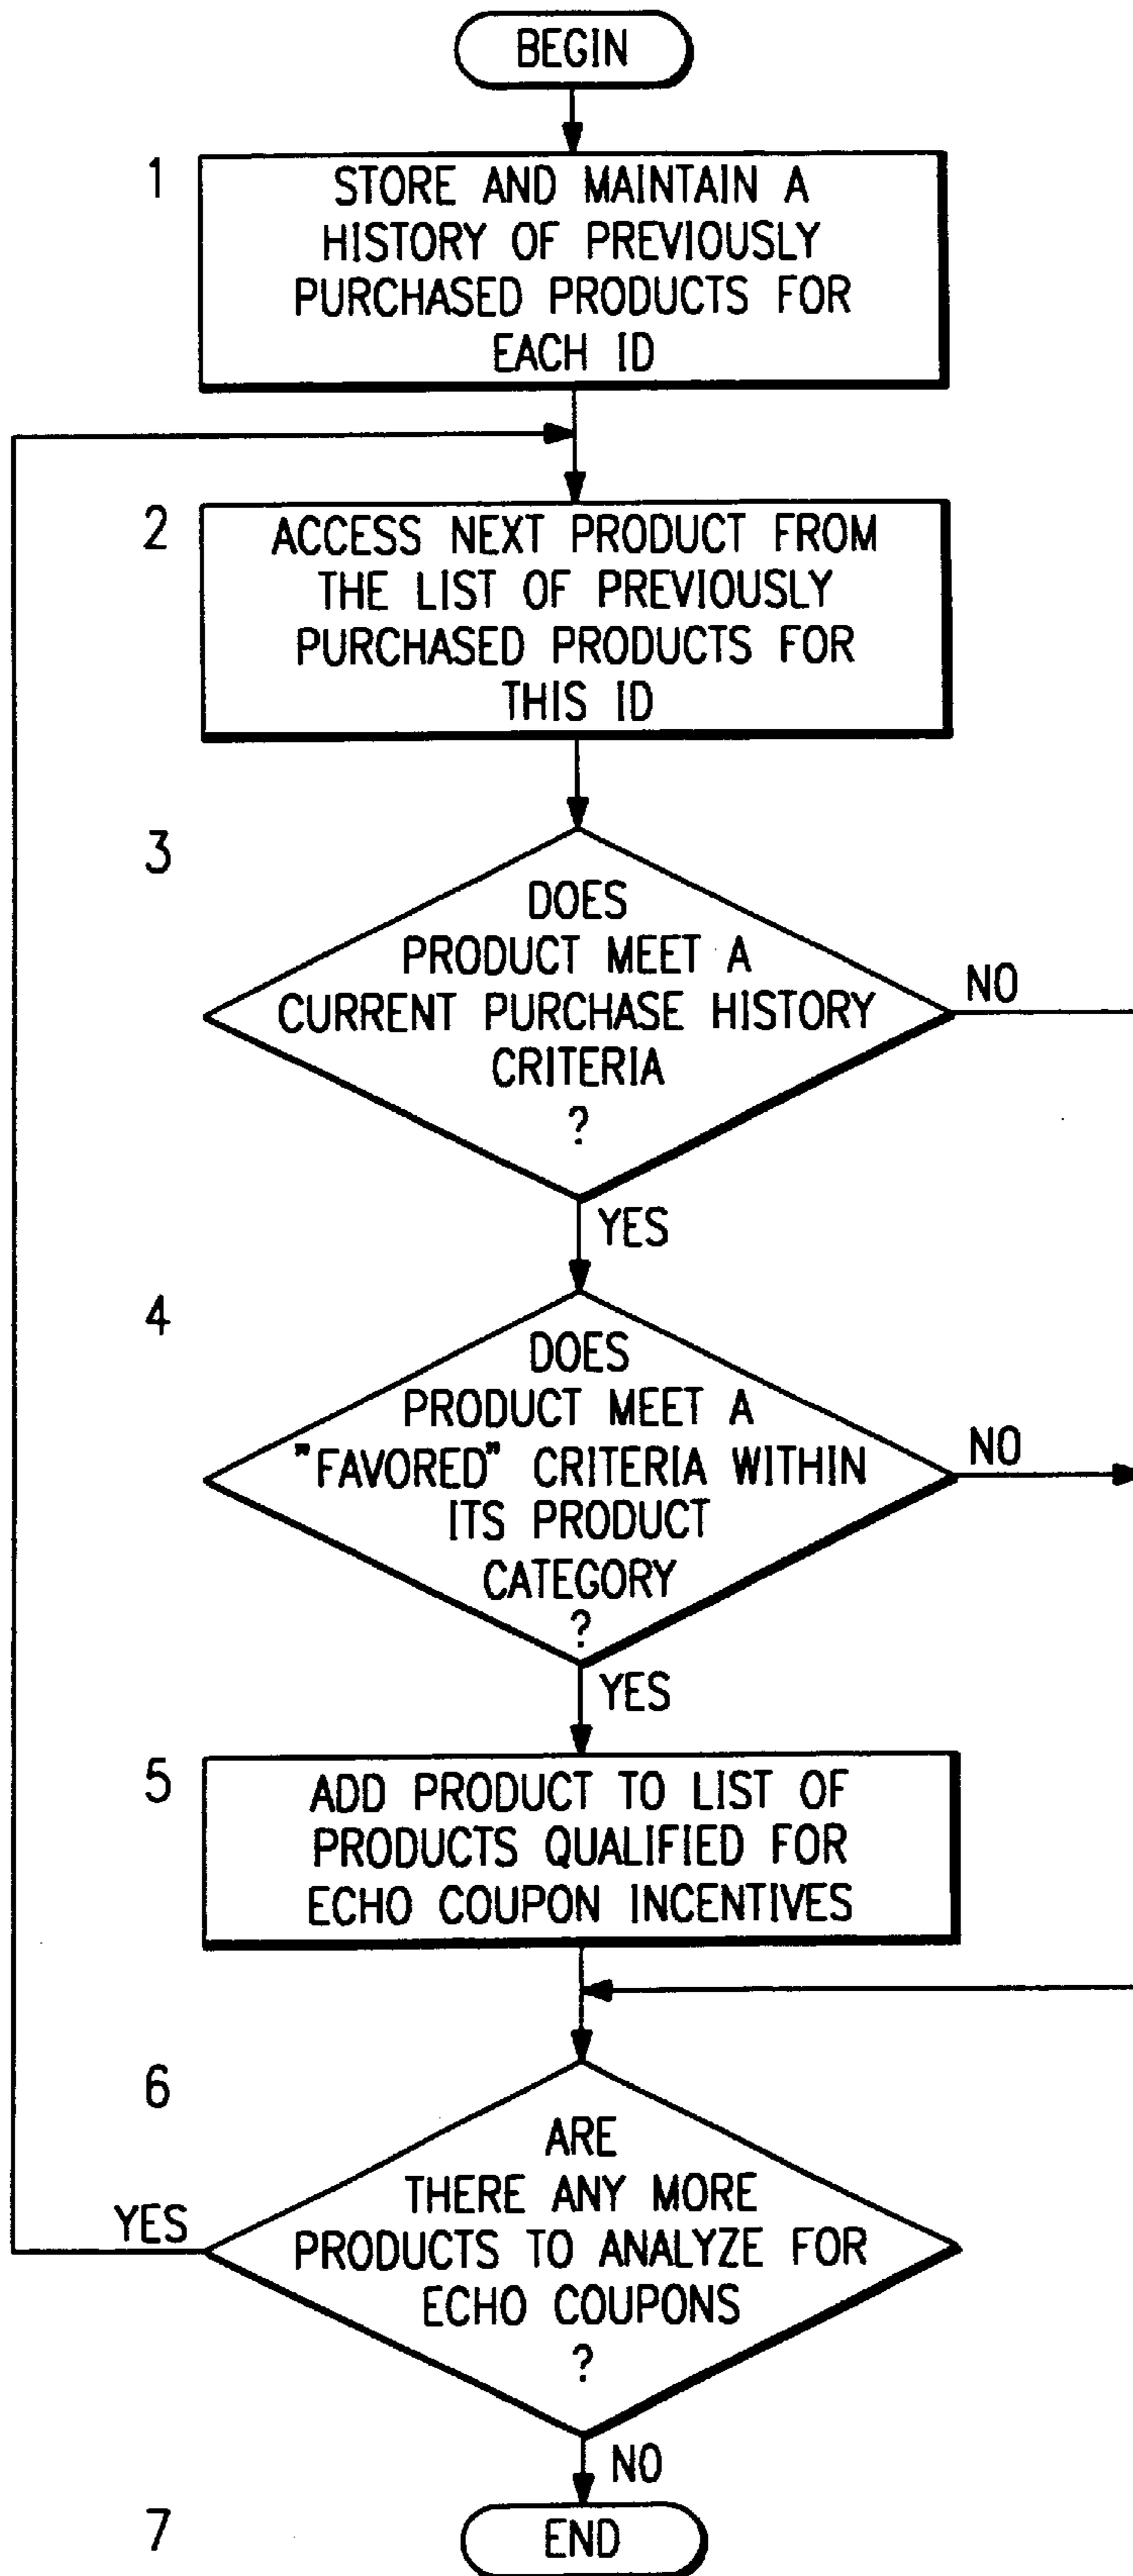 BEGIN
1
STORE AND MAINTAIN A
HISTORY OF PREVIOUSLY
PURCHASED PRODUCTS FOR
EACH ID
2
ACCESS NEXT PRODUCT FROM
THE LIST OF PREVIOUSLY
PURCHASED PRODUCTS FOR
THIS ID
3
DOES
PRODUCT MEET A
CURRENT PURCHASE HISTORY
CRITERIA
?
NO
YES
4
DOES
PRODUCT MEET A
"FAVORED" CRITERIA WITHIN
ITS PRODUCT
CATEGORY
?
NO
YES
5
ADD PRODUCT TO LIST OF
PRODUCTS QUALIFIED FOR
ECHO COUPON INCENTIVES
6
ARE
THERE ANY MORE
PRODUCTS TO ANALYZE FOR
ECHO COUPONS
?
YES
NO
7
END